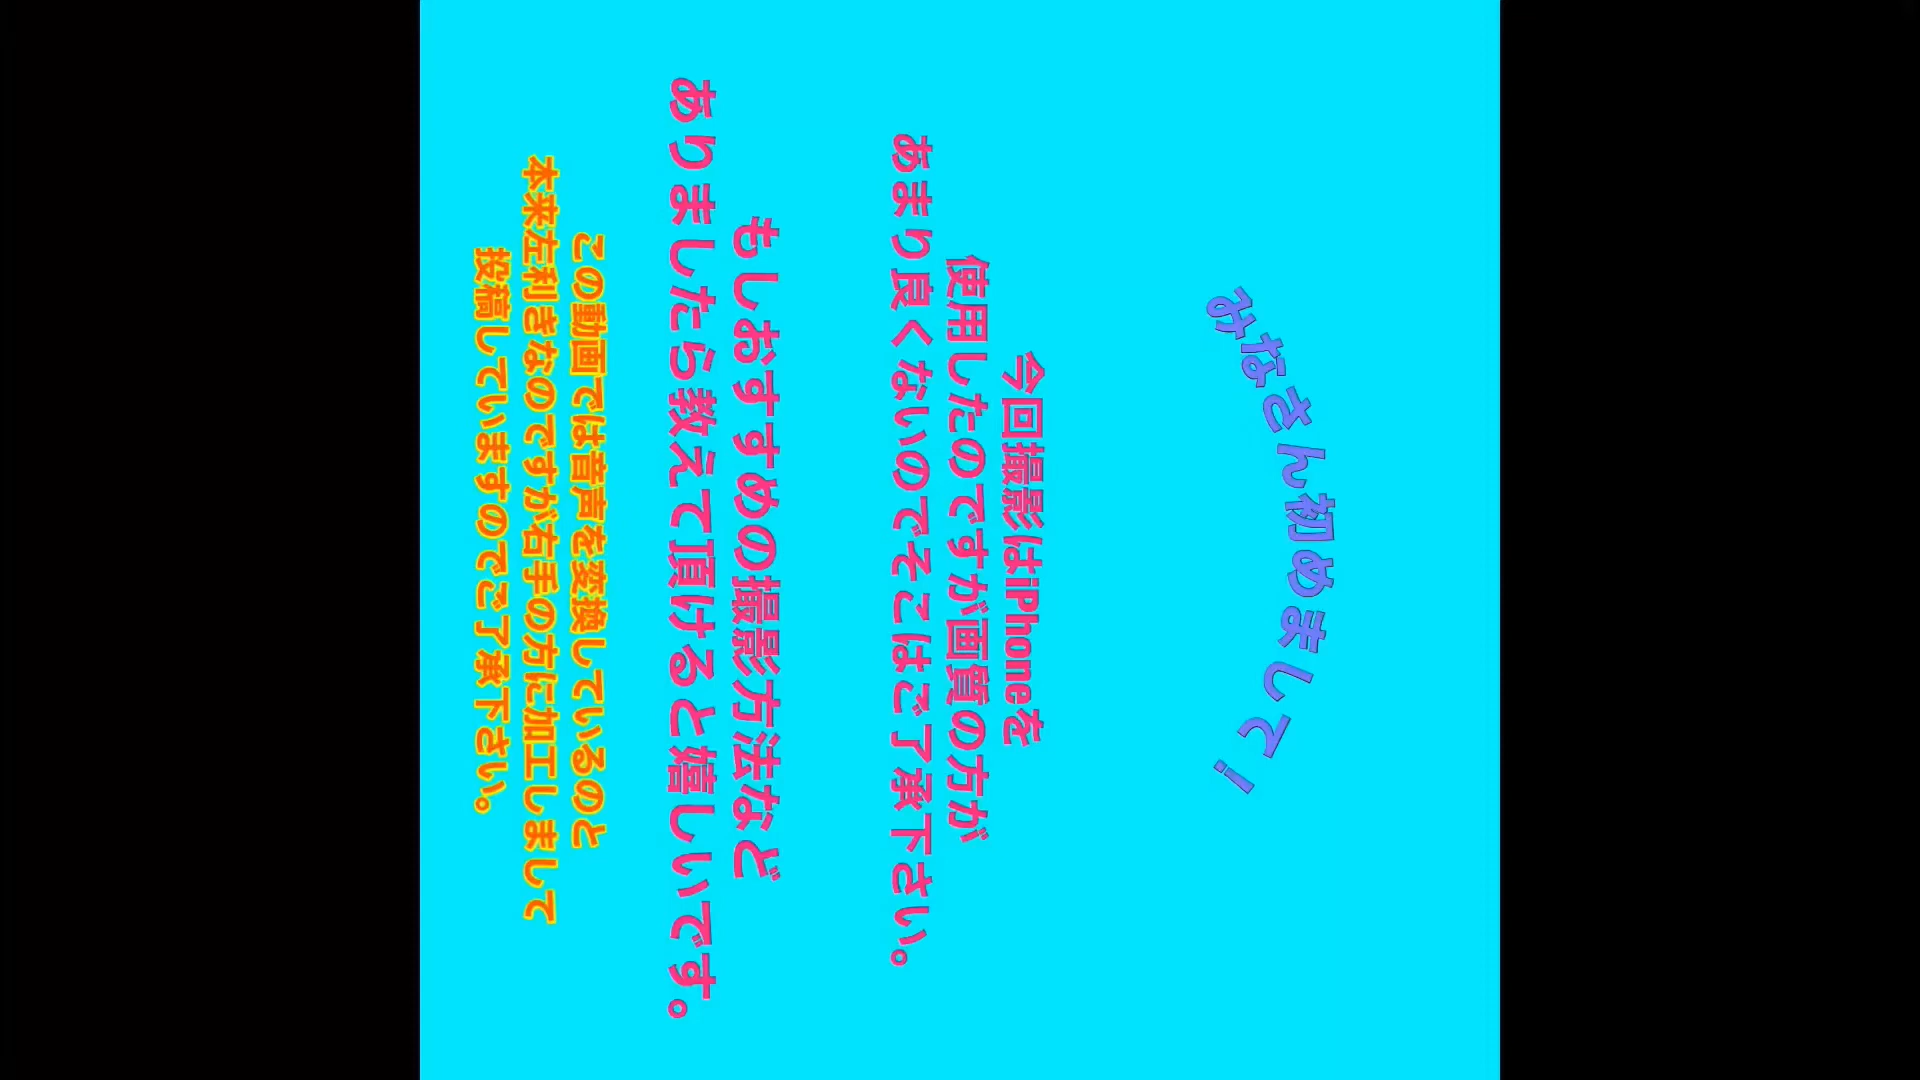 みなさん初めまして!
今回撮影はiPhoneを
使用したのですが画質の方が
あまり良くないのでそこはご了承下さい。
もしおすすめの撮影方法など
ありましたら教えて頂けると嬉しいです。
この動画では音声を変換しているのと
本来左利きなのですが右手の方に加工しまして
投稿していますのでご了承下さい。